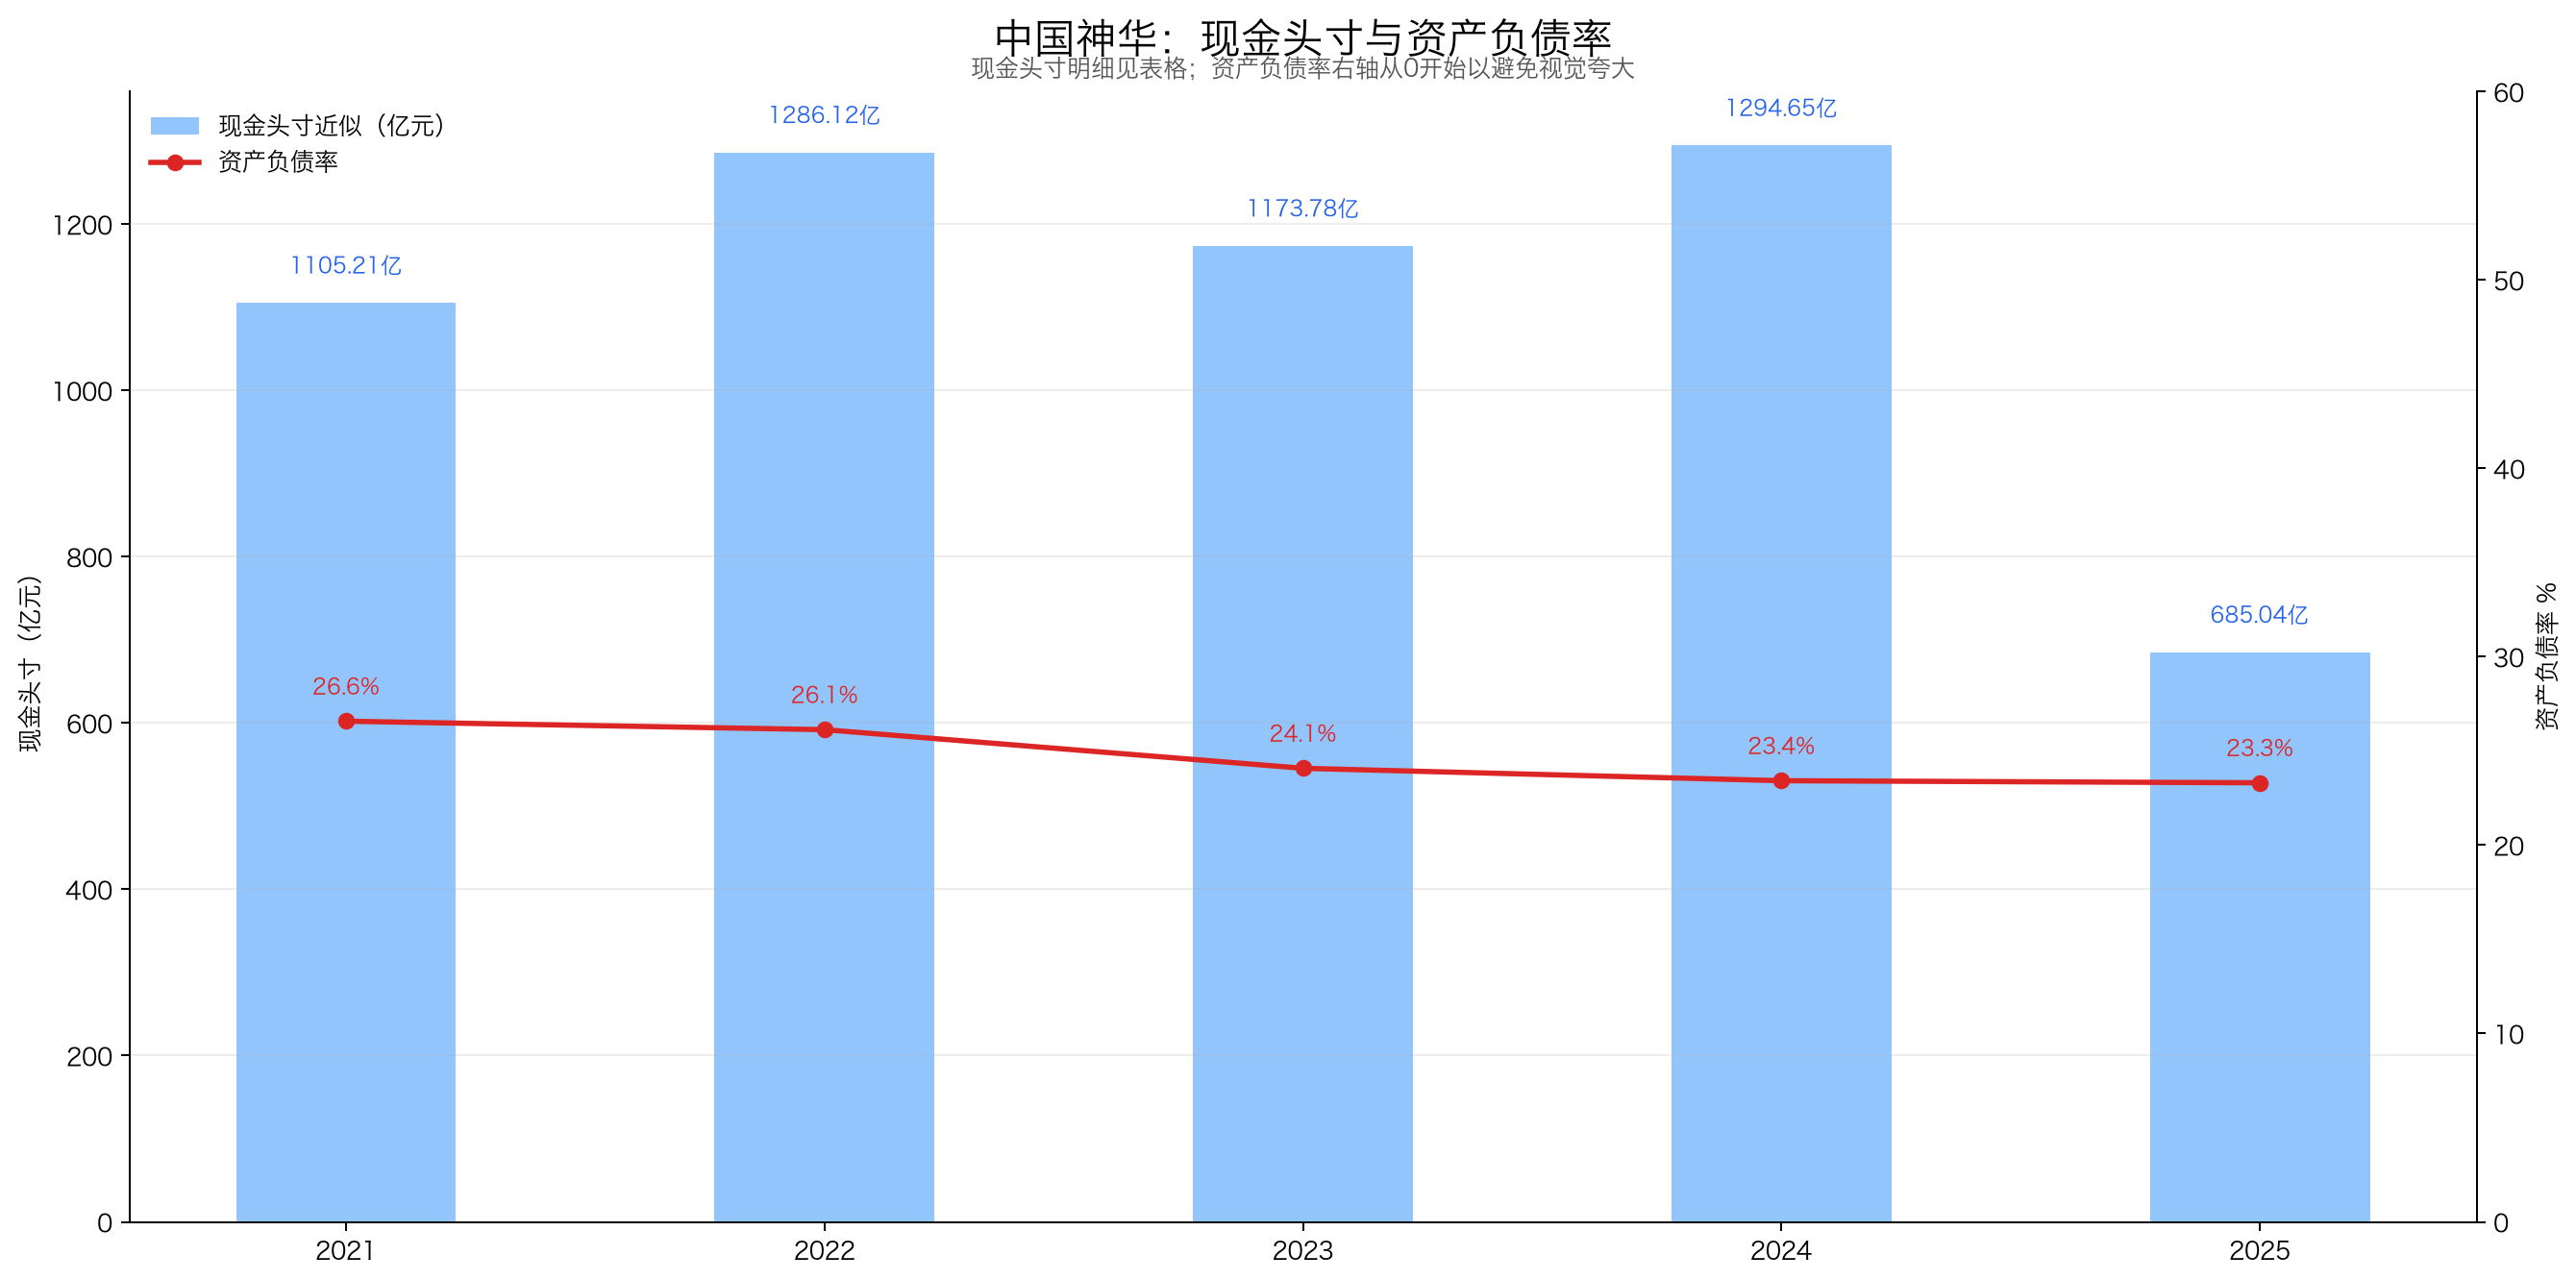 中国神华：现金头寸与资产负债率
现金头寸明细见表格；资产负债率右轴从0开始以避免视觉夸大
现金头寸近似（亿元）
资产负债率
1105.21亿
1286.12亿
1173.78亿
1294.65亿
685.04亿
26.6%
26.1%
24.1%
23.4%
23.3%
现金头寸（亿元）
1200
1000
800
600
400
200
0
资产负债率 %
60
50
40
30
20
10
0
2021
2022
2023
2024
2025